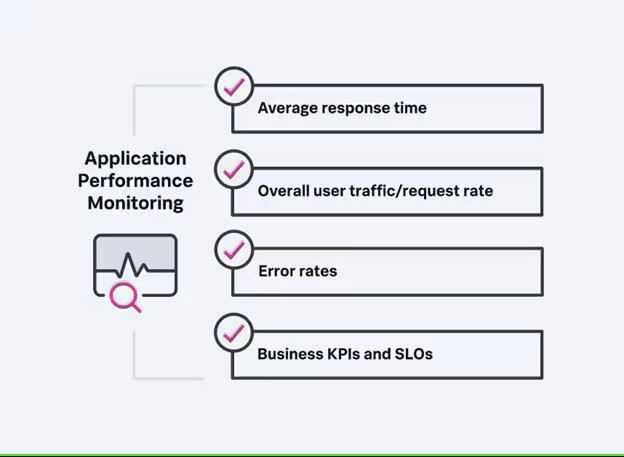 Application
Performance
Monitoring
Average response time
Overall user traffic/request rate
Error rates
Business KPIs and SLOs